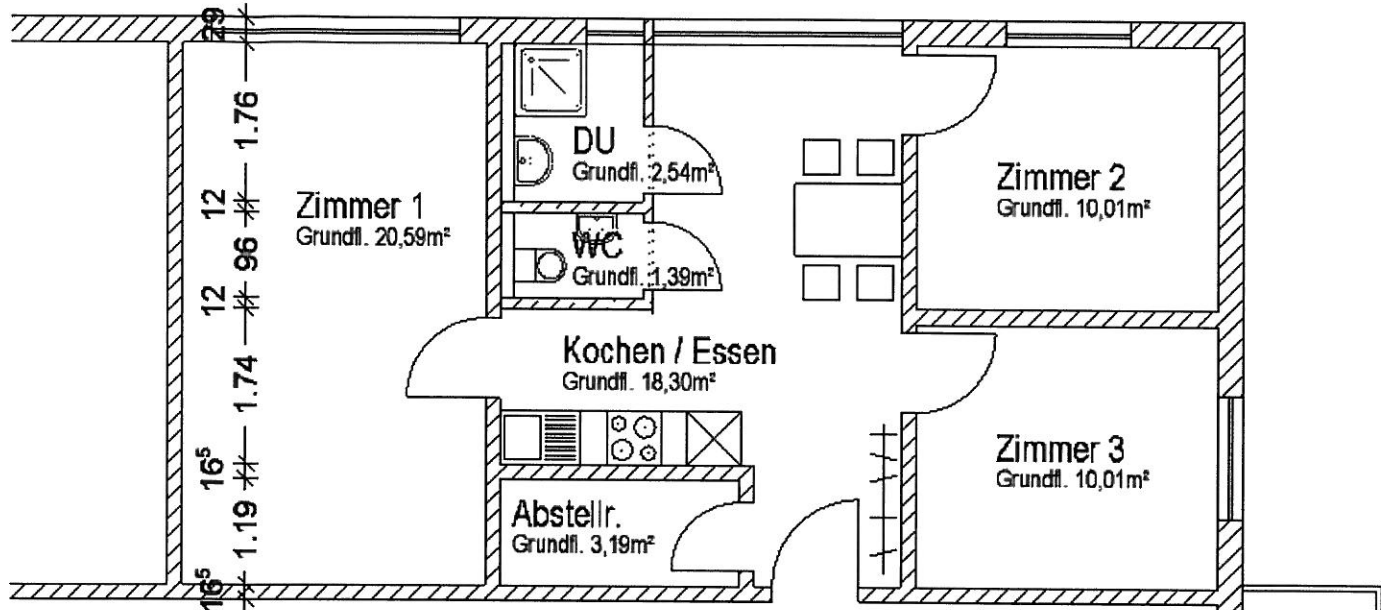 29
1.76
12
96
12
1.74
16⁵
1.19
16⁵
Zimmer 1
Grundfl. 20,59m²
DU
Grundfl. 2,54m²
WC
Grundfl. 1,39m²
Kochen / Essen
Grundfl. 18,30m²
Abstellr.
Grundfl. 3,19m²
Zimmer 2
Grundfl. 10,01m²
Zimmer 3
Grundfl. 10,01m²